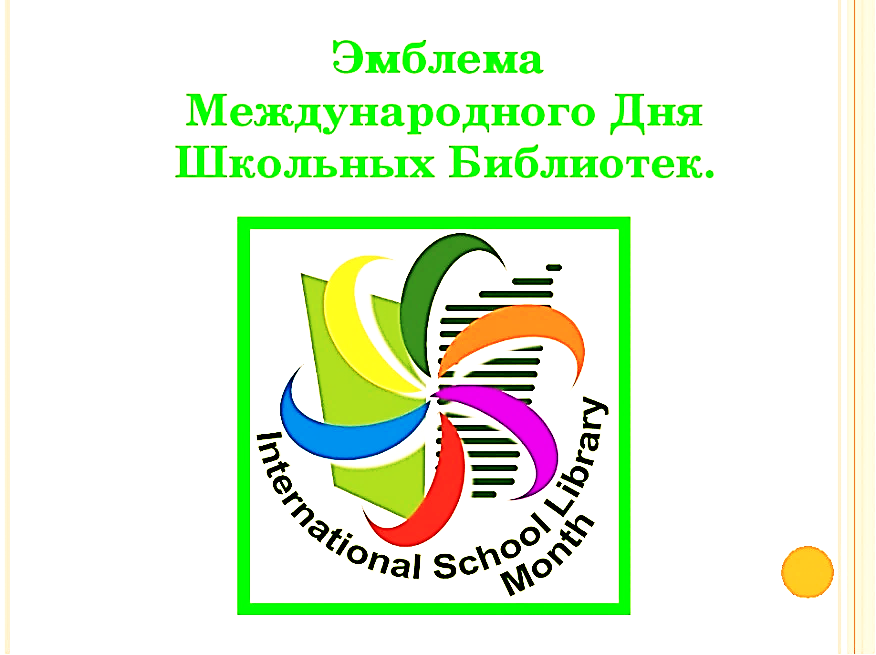 Эмблема
Международного Дня
Школьных Библиотек.
International School Library
Month